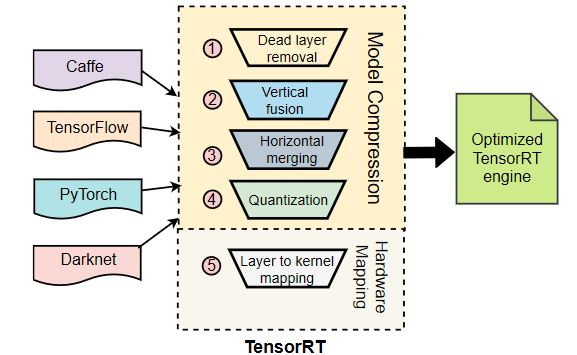 Caffe
TensorFlow
PyTorch
Darknet
1
Dead layer
removal
2
Vertical
fusion
3
Horizontal
merging
4
Quantization
Model Compression
5
Layer to kernel
mapping
Hardware
Mapping
TensorRT
Optimized
TensorRT
engine